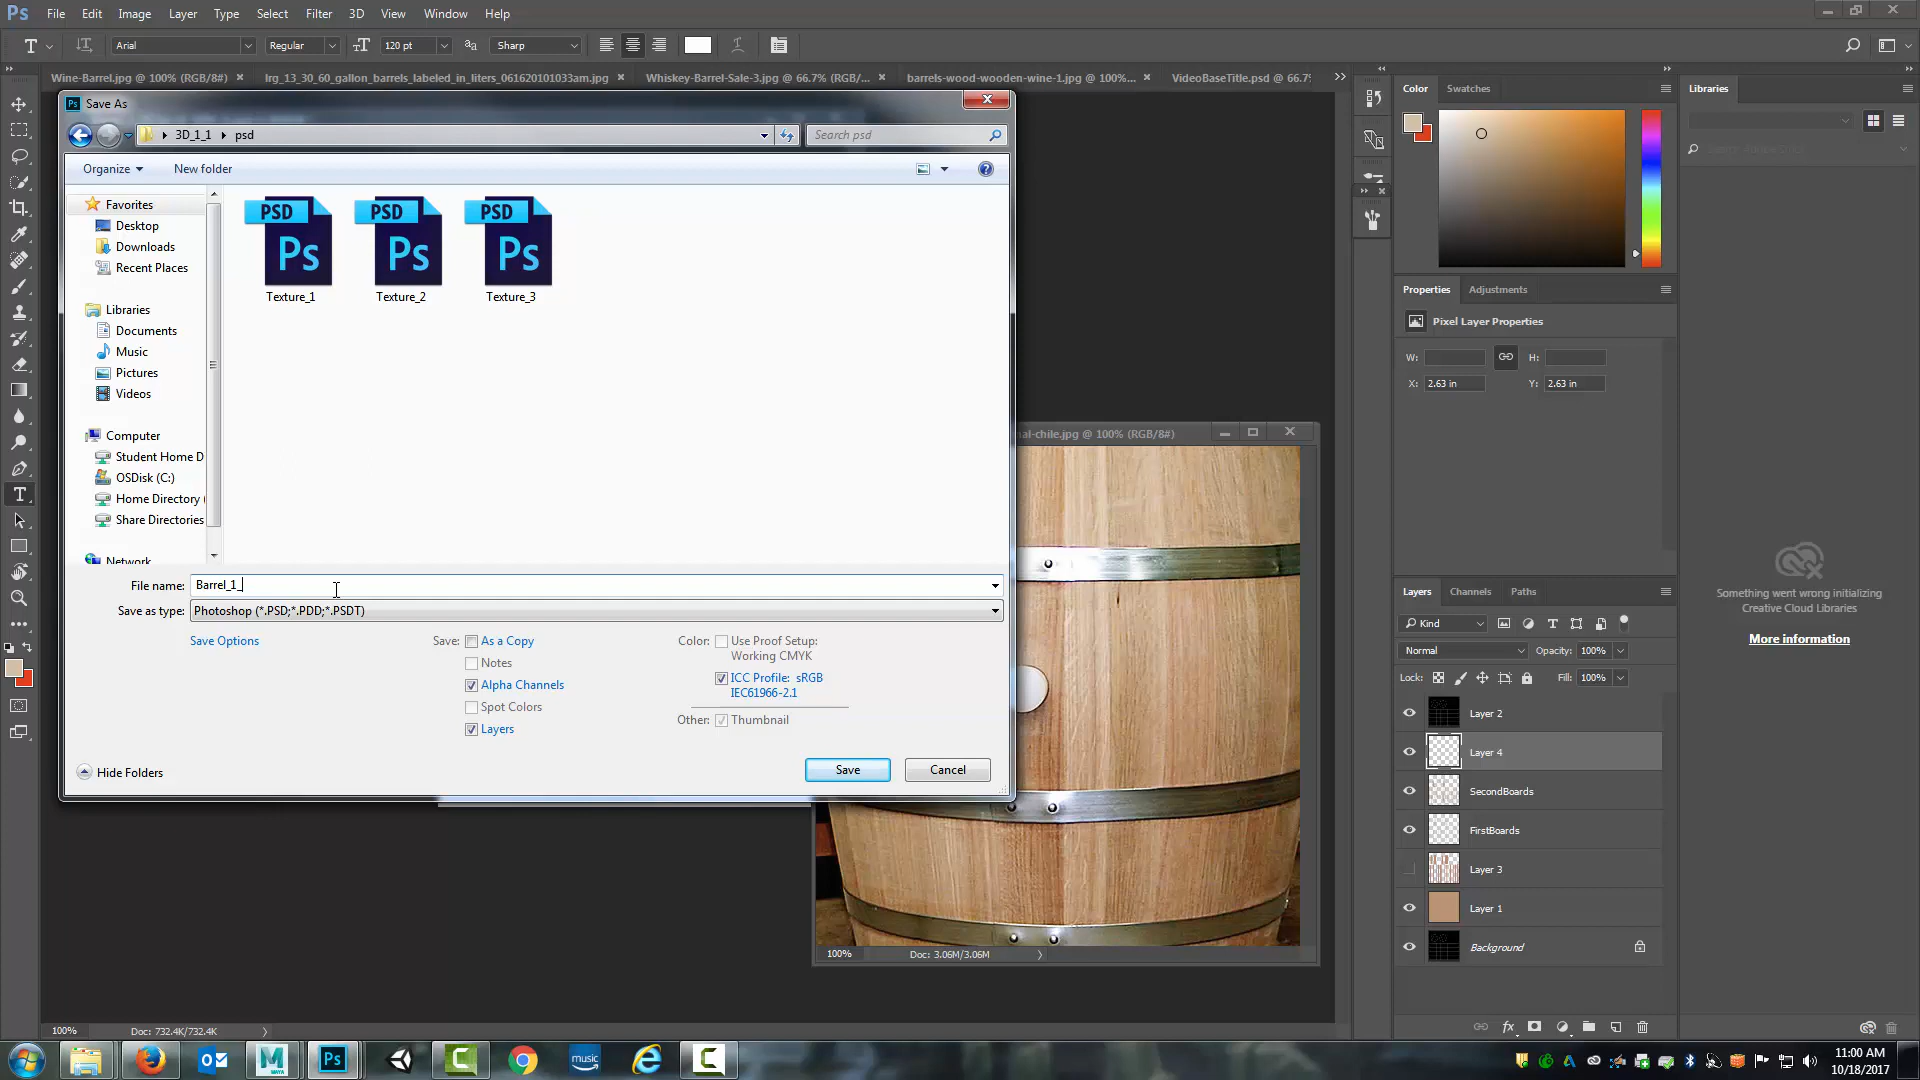 Ps File Edit Image Layer Type Select Filter 3D View Window Help
T Arial Regular 120 pt Sharp
Wine-Barrel.jpg @ 100% (RGB/8#) × lrg_13_30_60_gallon_barrels_labeled_in_liters_061620101033am.jpg × Whiskey-Barrel-Sale-3.jpg @ 66.7% (RGB/... × barrels-wood-wooden-wine-1.jpg @ 100%... × VideoBaseTitle.psd @ 66.7%
Save As
3D_1_1 psd
Search psd
Organize New folder
Favorites
Desktop
Downloads
Recent Places
Libraries
Documents
Music
Pictures
Videos
Computer
Student Home D
OSDisk (C:)
Home Directory (
Share Directories
Network
PSD Ps Texture_1
PSD Ps Texture_2
PSD Ps Texture_3
File name: Barrel_1_
Save as type: Photoshop (*.PSD;*.PDD;*.PSDT)
Save Options
Save: As a Copy
Notes
Alpha Channels
Spot Colors
Layers
Color: Use Proof Setup:
Working CMYK
ICC Profile: sRGB
IEC61966-2.1
Other: Thumbnail
Hide Folders
Save Cancel
al-chile.jpg @ 100% (RGB/8#)
100% Doc: 3.06M/3.06M
100% Doc: 732.4K/732.4K
Color Swatches
Properties Adjustments
Pixel Layer Properties
W: H:
X: 2.63 in Y: 2.63 in
Layers Channels Paths
Kind
Normal Opacity: 100%
Lock: Fill: 100%
Layer 2
Layer 4
SecondBoards
FirstBoards
Layer 3
Layer 1
Background
fx
Libraries
Something went wrong initializing
Creative Cloud Libraries
More information
MAYA Ps music
11:00 AM
10/18/2017